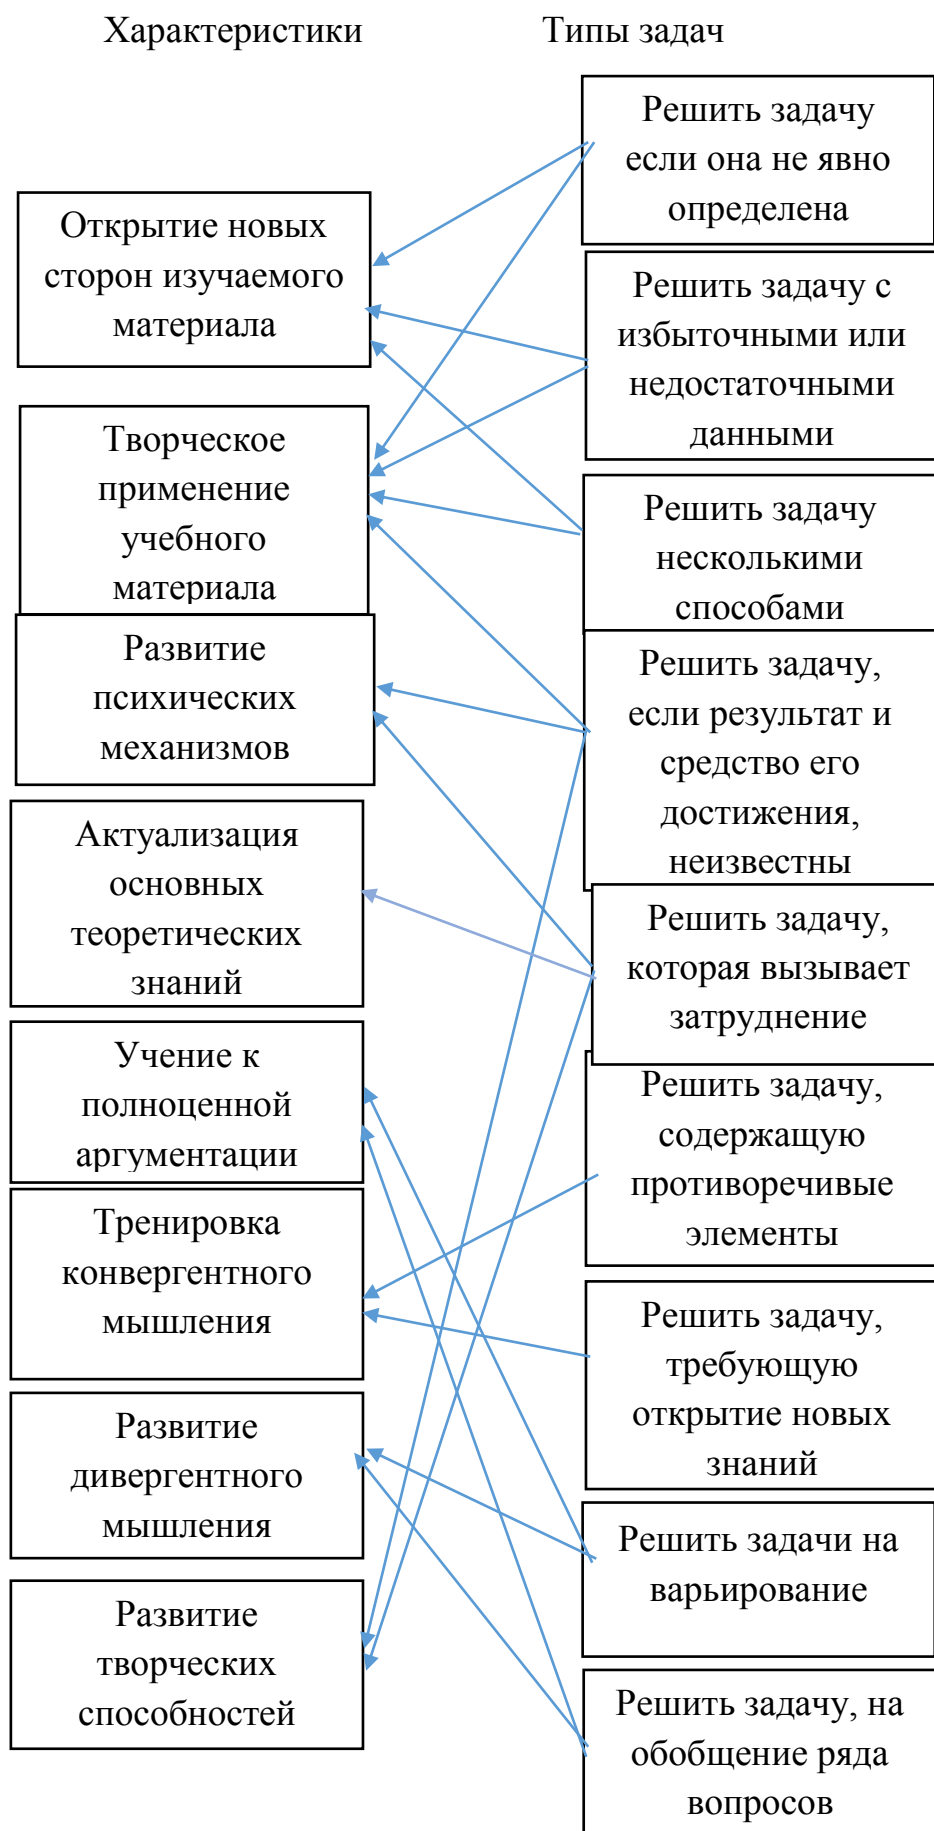 Характеристики
Типы задач
Открытие новых
сторон изучаемого
материала
Творческое
применение
учебного
материала
Развитие
психических
механизмов
Актуализация
основных
теоретических
знаний
Учение к
полноценной
аргументации
Тренировка
конвергентного
мышления
Развитие
дивергентного
мышления
Развитие
творческих
способностей
Решить задачу
если она не явно
определена
Решить задачу с
избыточными или
недостаточными
данными
Решить задачу
несколькими
способами
Решить задачу,
если результат и
средство его
достижения,
неизвестны
Решить задачу,
которая вызывает
затруднение
Решить задачу,
содержащую
противоречивые
элементы
Решить задачу,
требующую
открытие новых
знаний
Решить задачи на
варьирование
Решить задачу, на
обобщение ряда
вопросов